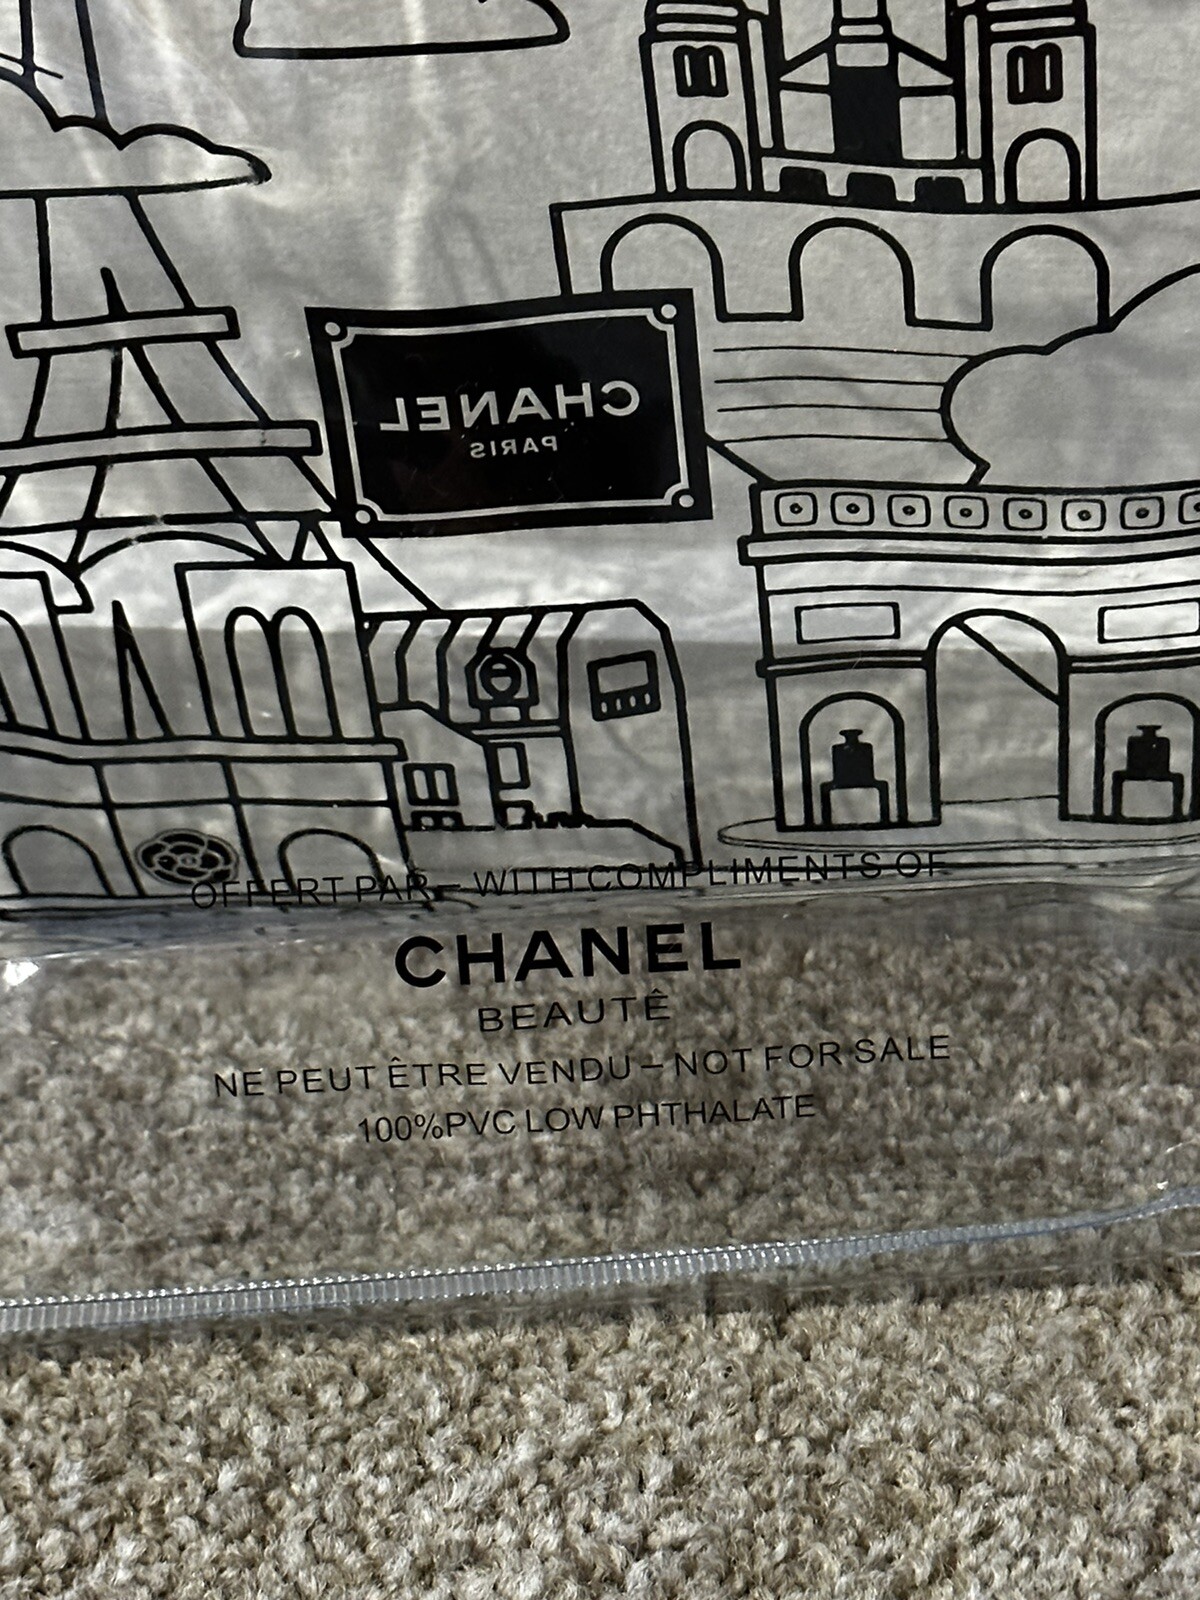 CHANEL
PARIS
OFFERT PAR – WITH COMPLIMENTS OF
CHANEL
BEAUTÊ
NE PEUT ÊTRE VENDU – NOT FOR SALE
100%PVC LOW PHTHALATE